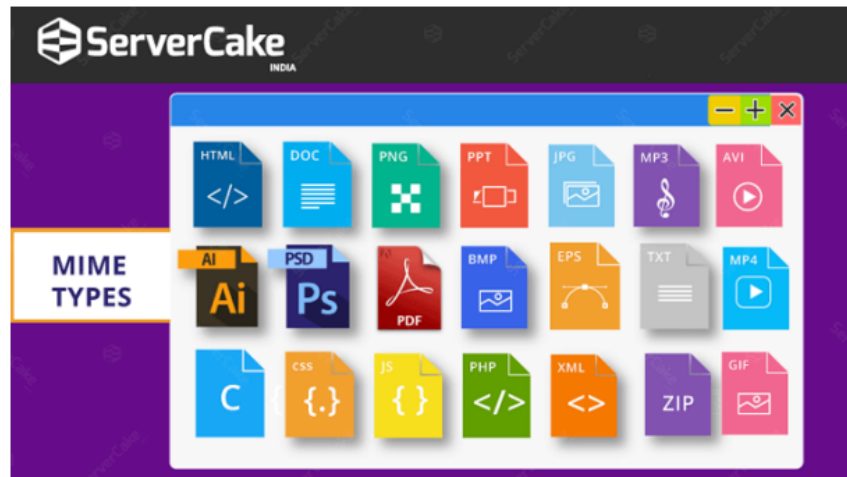 ServerCake
INDIA
MIME
TYPES
HTML DOC PNG PPT JPG MP3 AVI
</> 
AI PSD BMP EPS TXT MP4
Ai Ps
PDF
CSS JS PHP XML GIF
C {.} { } </> <> ZIP